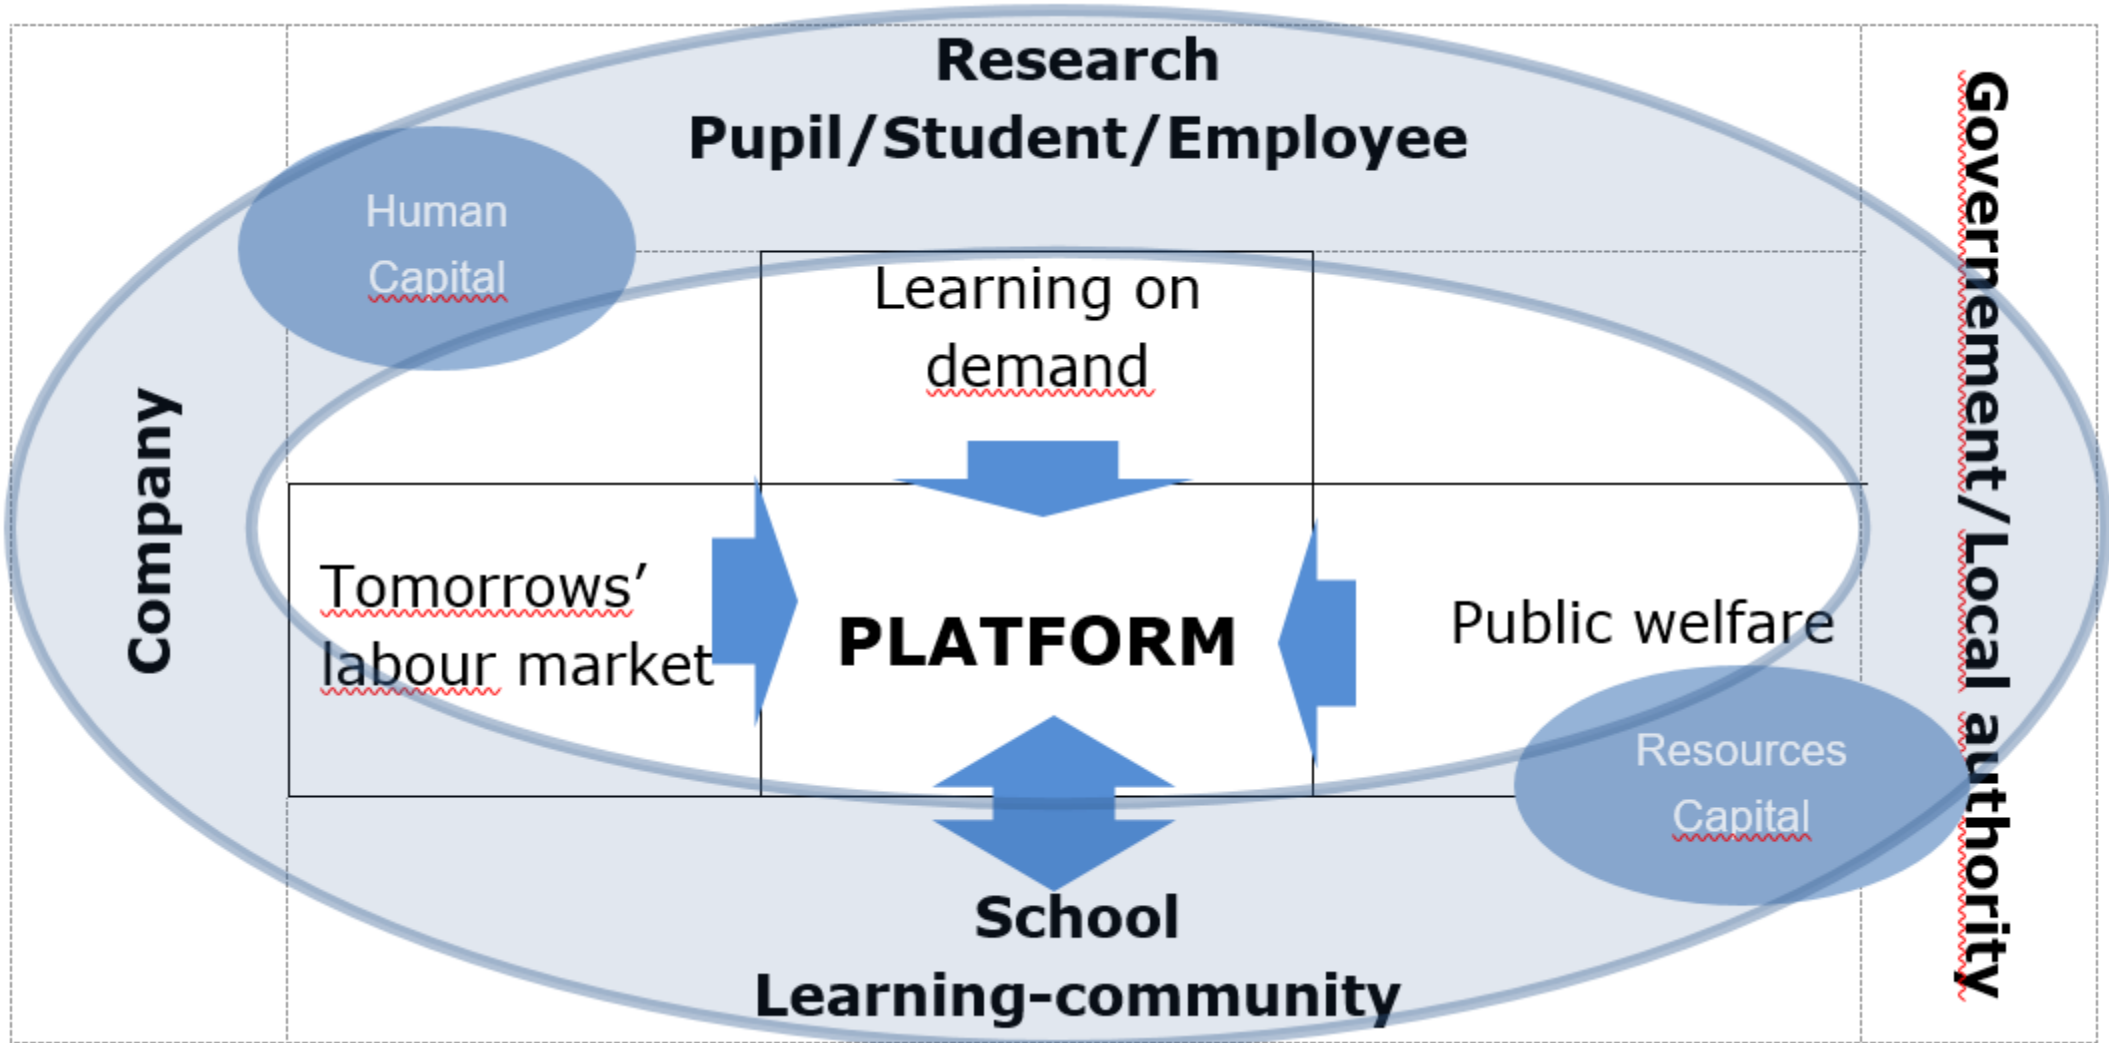 Research
Pupil/Student/Employee
Human
Capital
Learning on
demand
Company
Tomorrows’
labour market
PLATFORM
Public welfare
Governement/Local authority
Resources
Capital
School
Learning-community